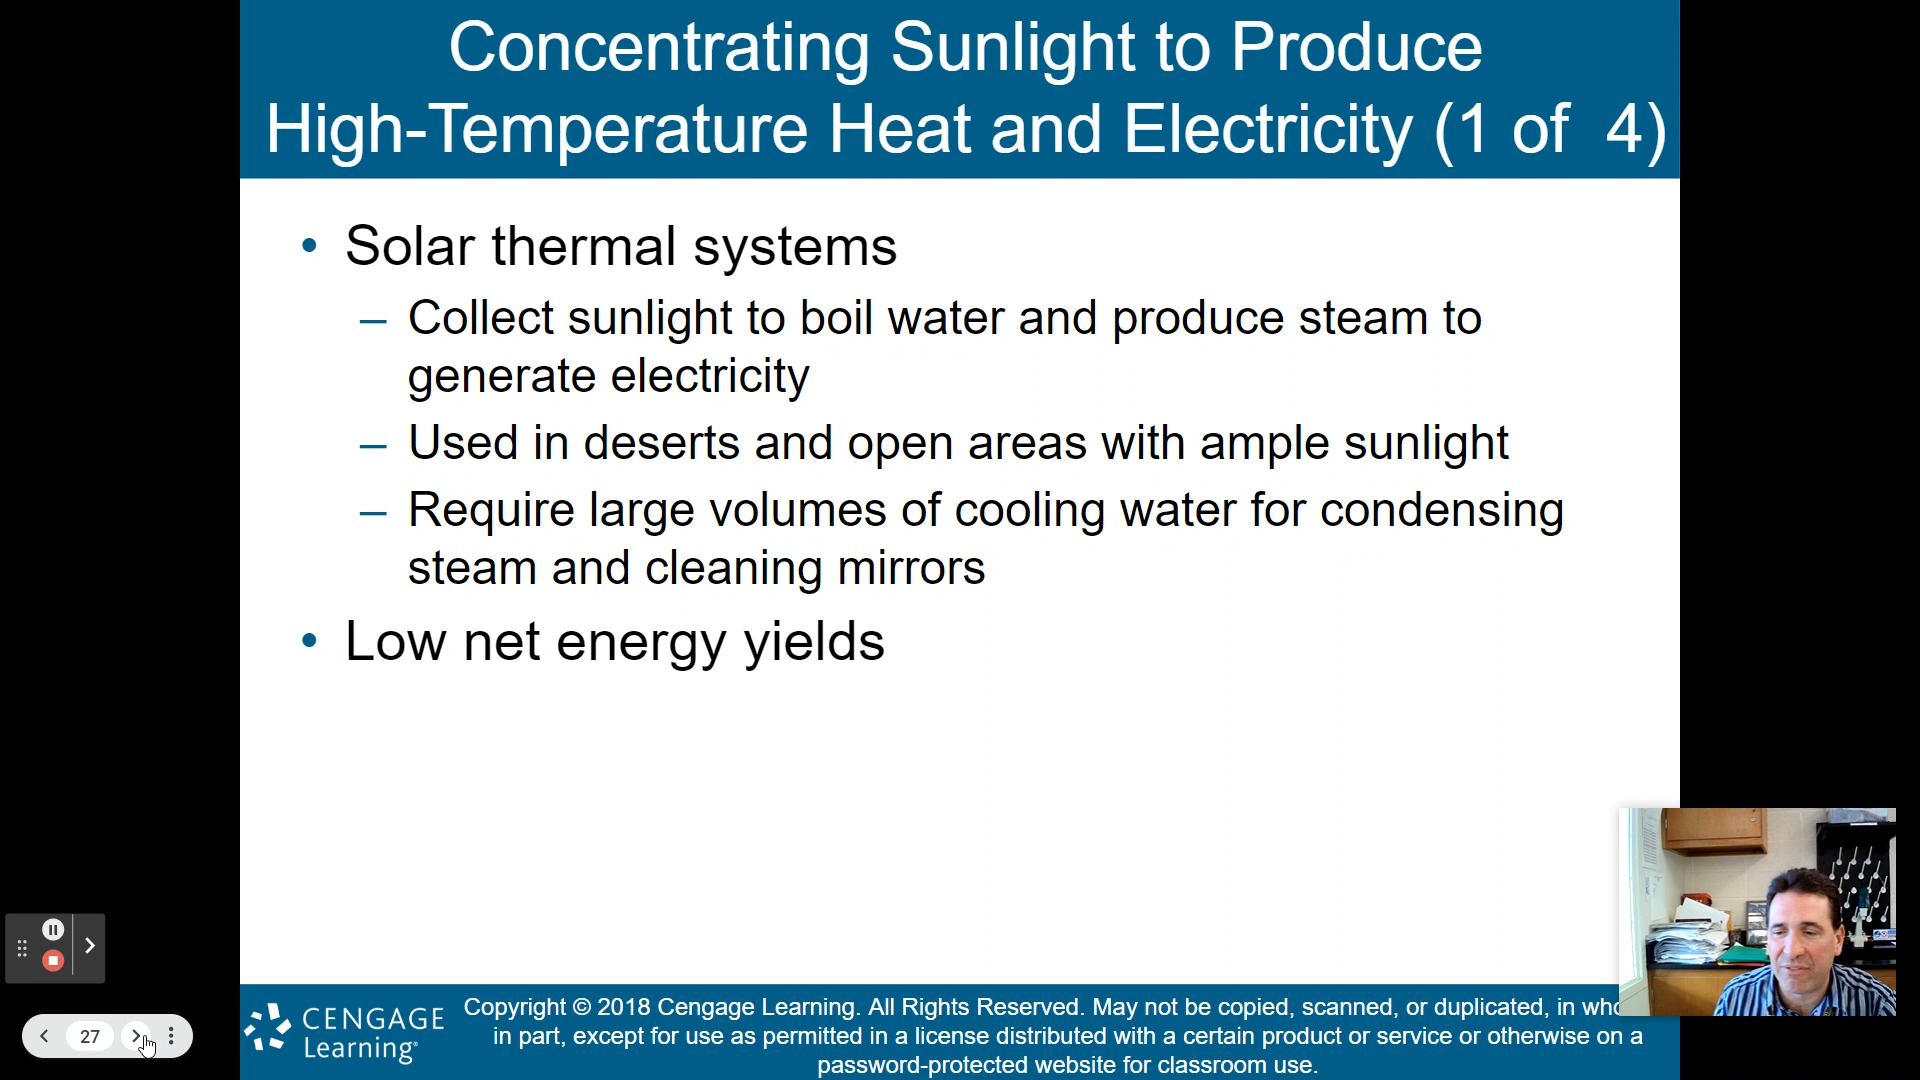 Concentrating Sunlight to Produce
High-Temperature Heat and Electricity (1 of 4)
• Solar thermal systems
– Collect sunlight to boil water and produce steam to
generate electricity
– Used in deserts and open areas with ample sunlight
– Require large volumes of cooling water for condensing
steam and cleaning mirrors
• Low net energy yields
27
CENGAGE
Learning
Copyright © 2018 Cengage Learning. All Rights Reserved. May not be copied, scanned, or duplicated, in
in part, except for use as permitted in a license distributed with a certain product or service or otherwise on a
password-protected website for classroom use.